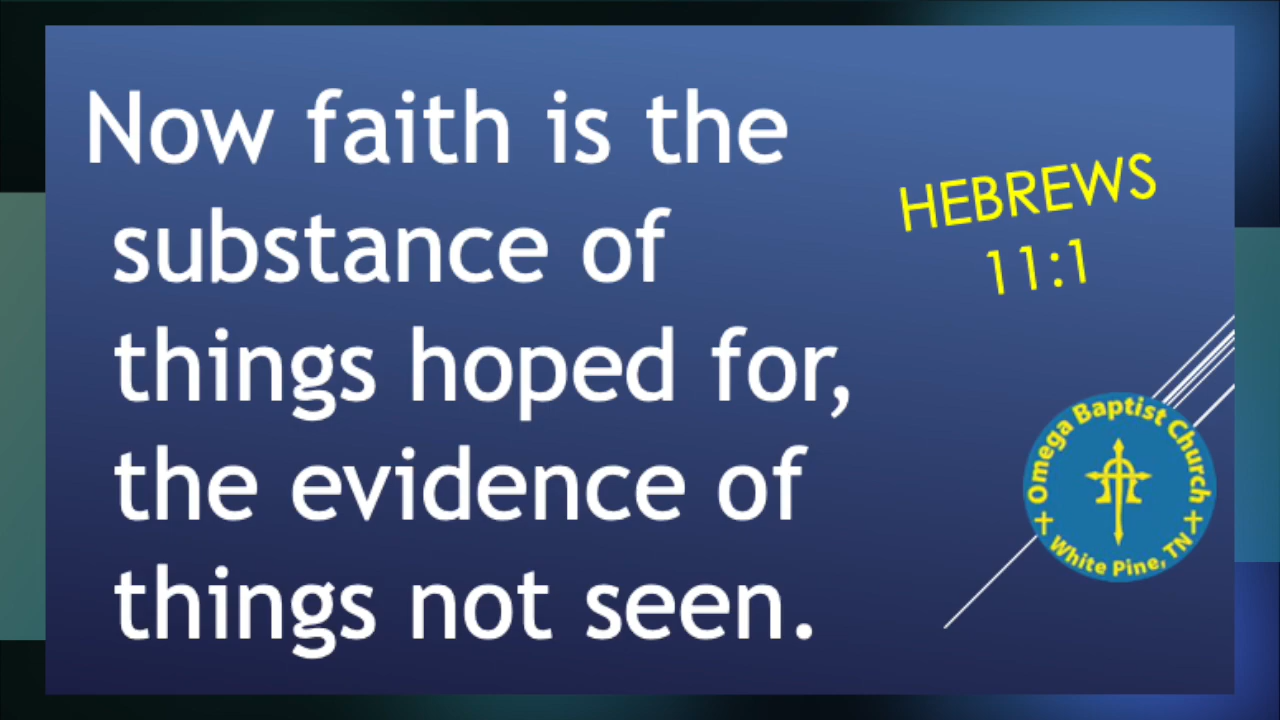 Now faith is the
substance of
things hoped for,
the evidence of
things not seen.
HEBREWS
11:1
Omega Baptist Church
White Pine, TN